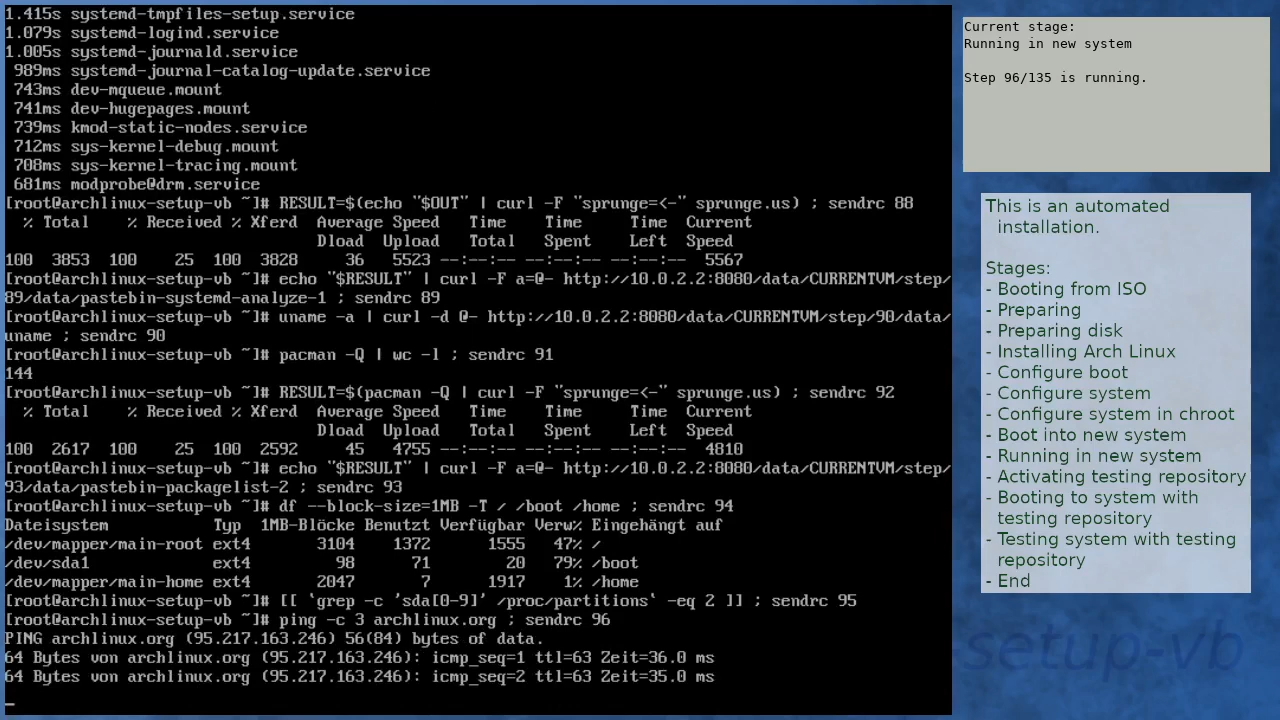 1.415s systemd-tmpfiles-setup.service
1.079s systemd-logind.service
1.005s systemd-journald.service
989ms systemd-journal-catalog-update.service
743ms dev-mqueue.mount
741ms dev-hugepages.mount
739ms kmod-static-nodes.service
712ms sys-kernel-debug.mount
708ms sys-kernel-tracing.mount
681ms modprobe@drm.service
[root@archlinux-setup-vb ~]# RESULT=$(echo "$OUT" | curl -F "sprunge=<-" sprunge.us) ; sendrc 88
% Total    % Received % Xferd  Average Speed   Time    Time     Time  Current
Dload  Upload   Total   Spent    Left  Speed
100  3853  100    25  100  3828     36   5523 --:--:-- --:--:-- --:--:--  5567
[root@archlinux-setup-vb ~]# echo "$RESULT" | curl -F a=@- http://10.0.2.2:8080/data/CURRENTVM/step/
89/data/pastebin-systemd-analyze-1 ; sendrc 89
[root@archlinux-setup-vb ~]# uname -a | curl -d @- http://10.0.2.2:8080/data/CURRENTVM/step/90/data/
uname ; sendrc 90
[root@archlinux-setup-vb ~]# pacman -Q | wc -l ; sendrc 91
144
[root@archlinux-setup-vb ~]# RESULT=$(pacman -Q | curl -F "sprunge=<-" sprunge.us) ; sendrc 92
% Total    % Received % Xferd  Average Speed   Time    Time     Time  Current
Dload  Upload   Total   Spent    Left  Speed
100  2617  100    25  100  2592     45   4755 --:--:-- --:--:-- --:--:--  4810
[root@archlinux-setup-vb ~]# echo "$RESULT" | curl -F a=@- http://10.0.2.2:8080/data/CURRENTVM/step/
93/data/pastebin-packagelist-2 ; sendrc 93
[root@archlinux-setup-vb ~]# df --block-size=1MB -T / /boot /home ; sendrc 94
Dateisystem           Typ  1MB-Blöcke Benutzt Verfügbar Verw% Eingehängt auf
/dev/mapper/main-root ext4       3104    1372      1555   47% /
/dev/sda1             ext4         98      71        20   79% /boot
/dev/mapper/main-home ext4       2047       7      1917    1% /home
[root@archlinux-setup-vb ~]# [[ `grep -c 'sda[0-9]' /proc/partitions` -eq 2 ]] ; sendrc 95
[root@archlinux-setup-vb ~]# ping -c 3 archlinux.org ; sendrc 96
PING archlinux.org (95.217.163.246) 56(84) bytes of data.
64 Bytes von archlinux.org (95.217.163.246): icmp_seq=1 ttl=63 Zeit=36.0 ms
64 Bytes von archlinux.org (95.217.163.246): icmp_seq=2 ttl=63 Zeit=35.0 ms
Current stage:
Running in new system
Step 96/135 is running.
This is an automated
installation.
Stages:
- Booting from ISO
- Preparing
- Preparing disk
- Installing Arch Linux
- Configure boot
- Configure system
- Configure system in chroot
- Boot into new system
- Running in new system
- Activating testing repository
- Booting to system with
testing repository
- Testing system with testing
repository
- End
-setup-vb